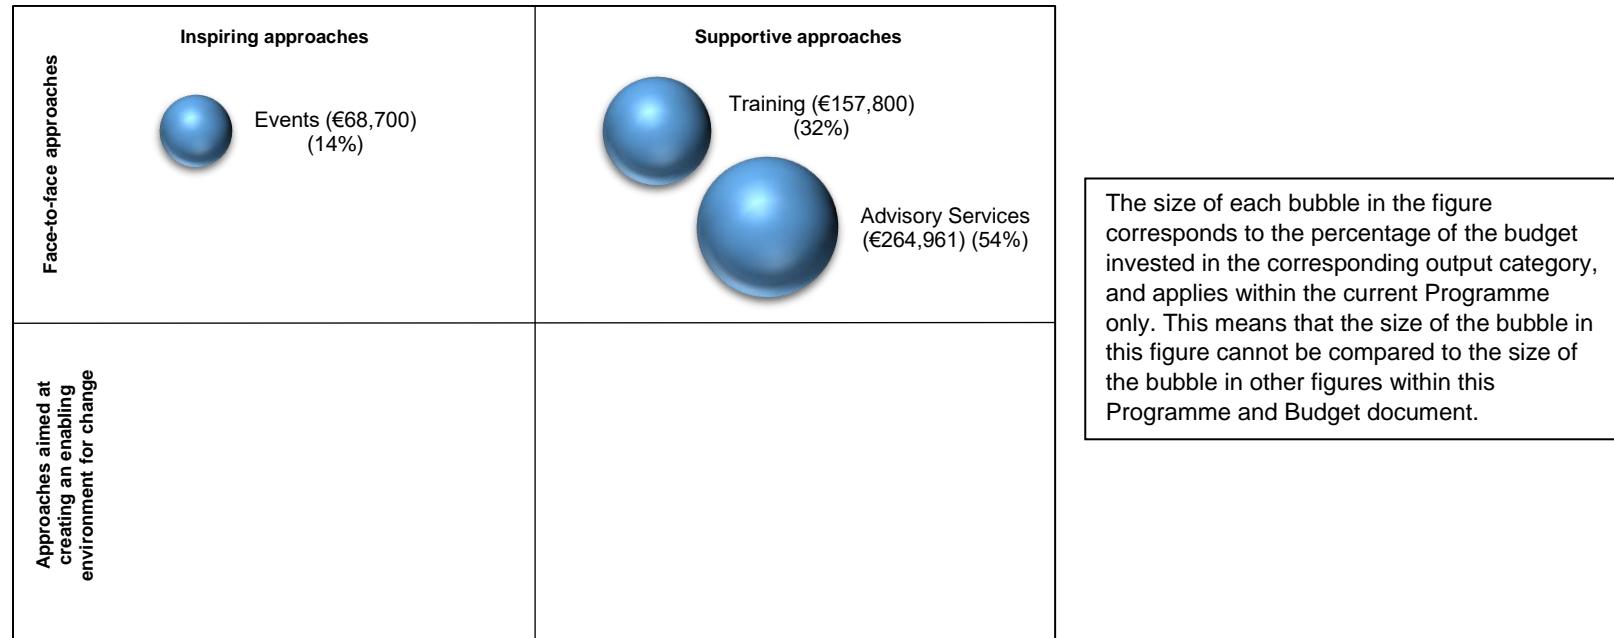 Inspiring approaches
Supportive approaches
Face-to-face approaches
Events (€68,700)
(14%)
Training (€157,800)
(32%)
Advisory Services
(€264,961) (54%)
Approaches aimed at
creating an enabling
environment for change
The size of each bubble in the figure
corresponds to the percentage of the budget
invested in the corresponding output category,
and applies within the current Programme
only. This means that the size of the bubble in
this figure cannot be compared to the size of
the bubble in other figures within this
Programme and Budget document.